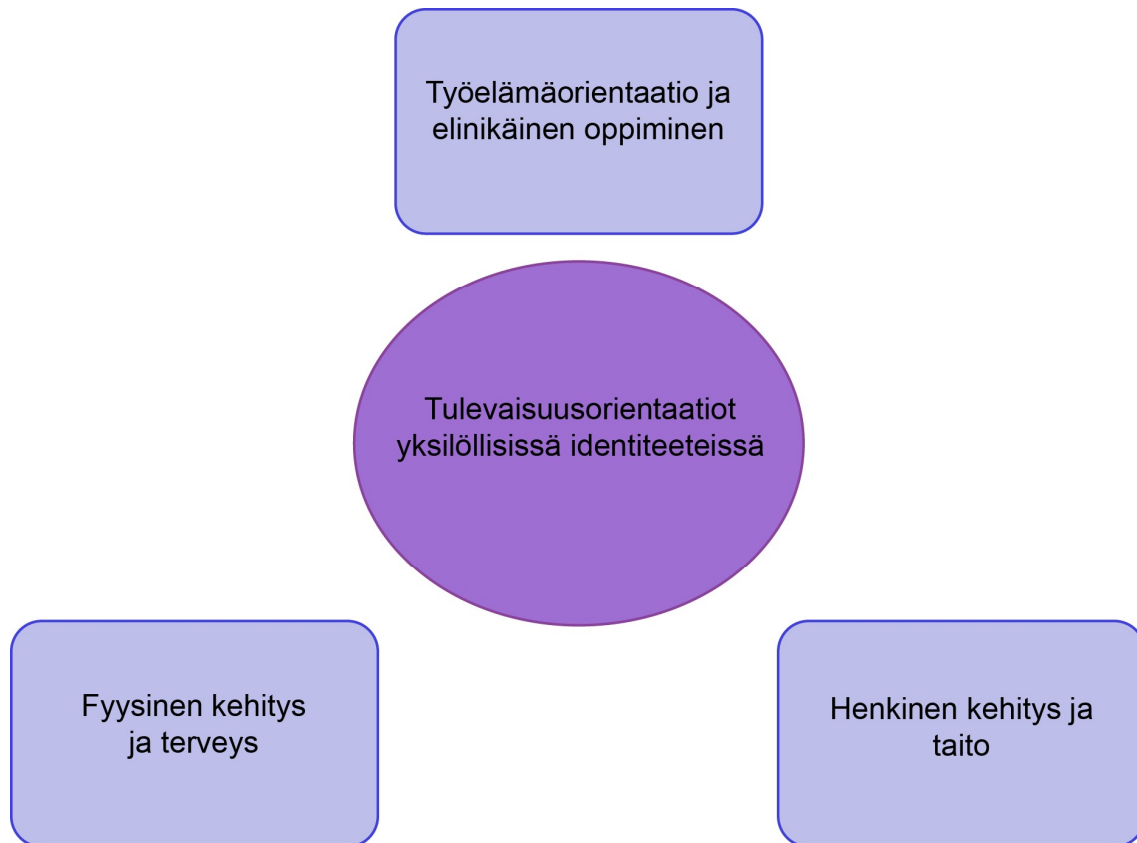 Työelämäorientaatio ja
elinikäinen oppiminen
Tulevaisuusorientaatiot
yksilöllisissä identiteeteissä
Fyysinen kehitys
ja terveys
Henkinen kehitys ja
taito